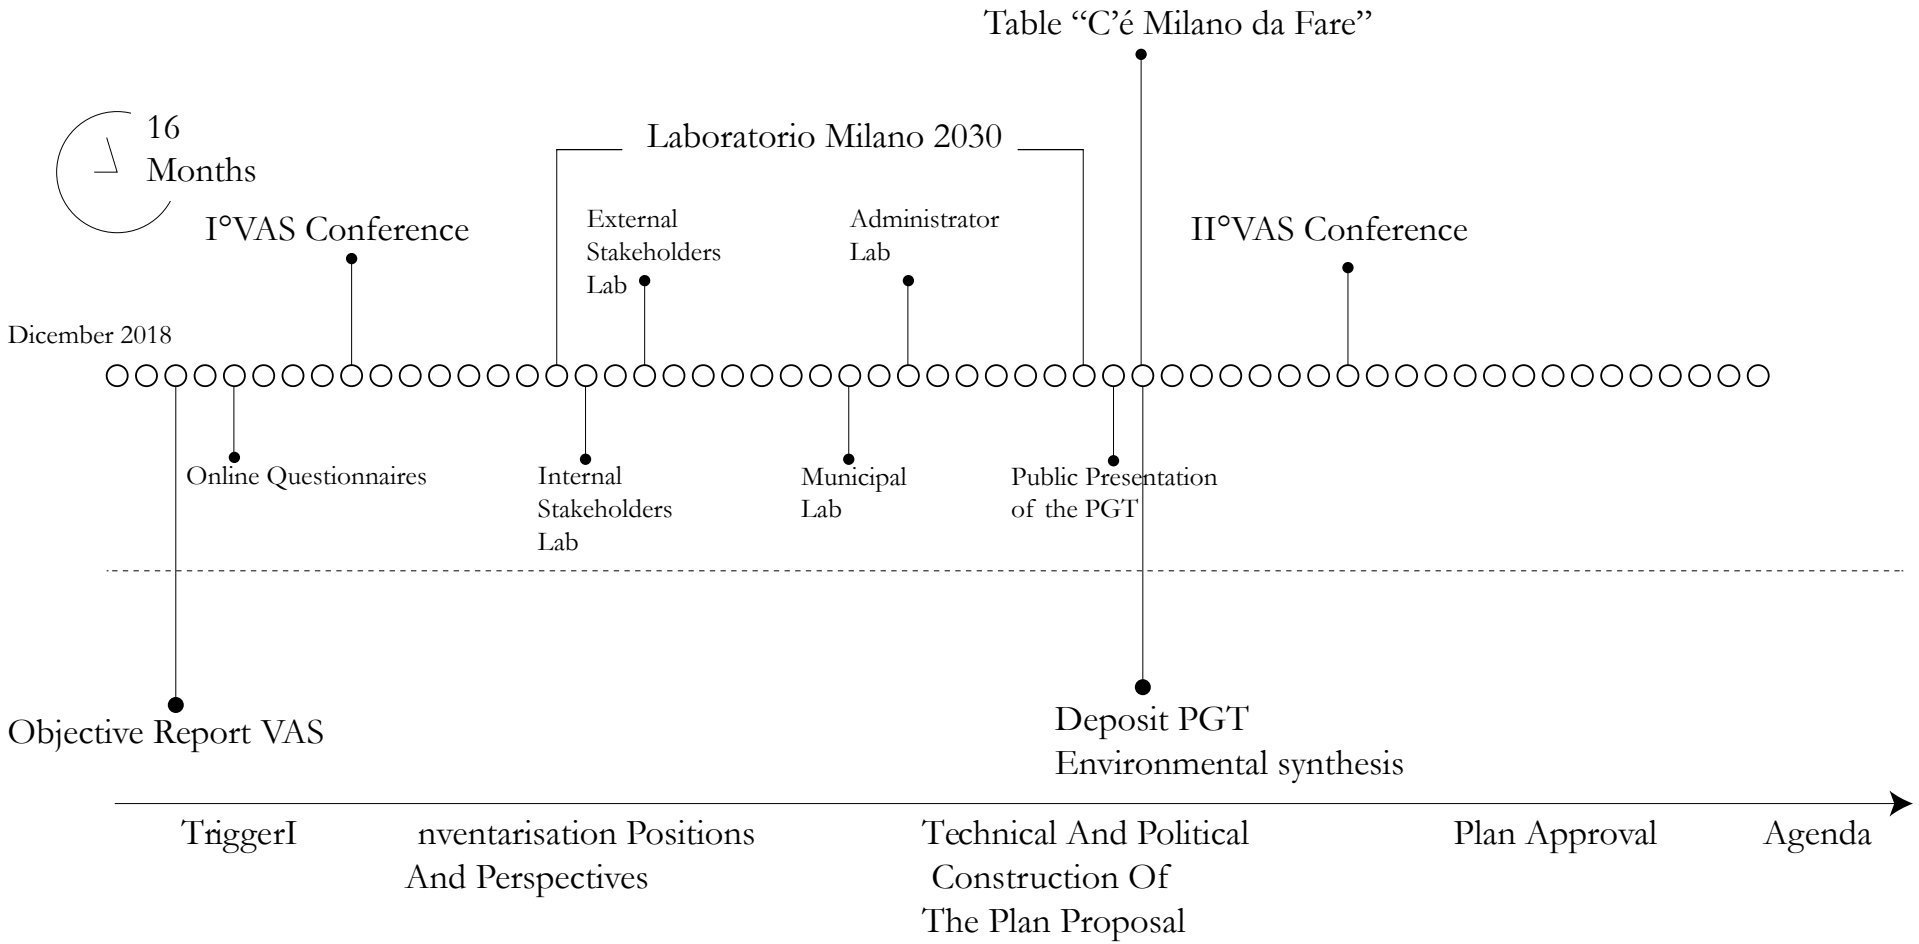 Table “C’é Milano da Fare”
16
Months
Laboratorio Milano 2030
I°VAS Conference
External
Stakeholders
Lab
Administrator
Lab
II°VAS Conference
Dicember 2018
Online Questionnaires
Internal
Stakeholders
Lab
Municipal
Lab
Public Presentation
of the PGT
Objective Report VAS
Deposit PGT
Environmental synthesis
TriggerI
nventarisation Positions
And Perspectives
Technical And Political
Construction Of
The Plan Proposal
Plan Approval
Agenda